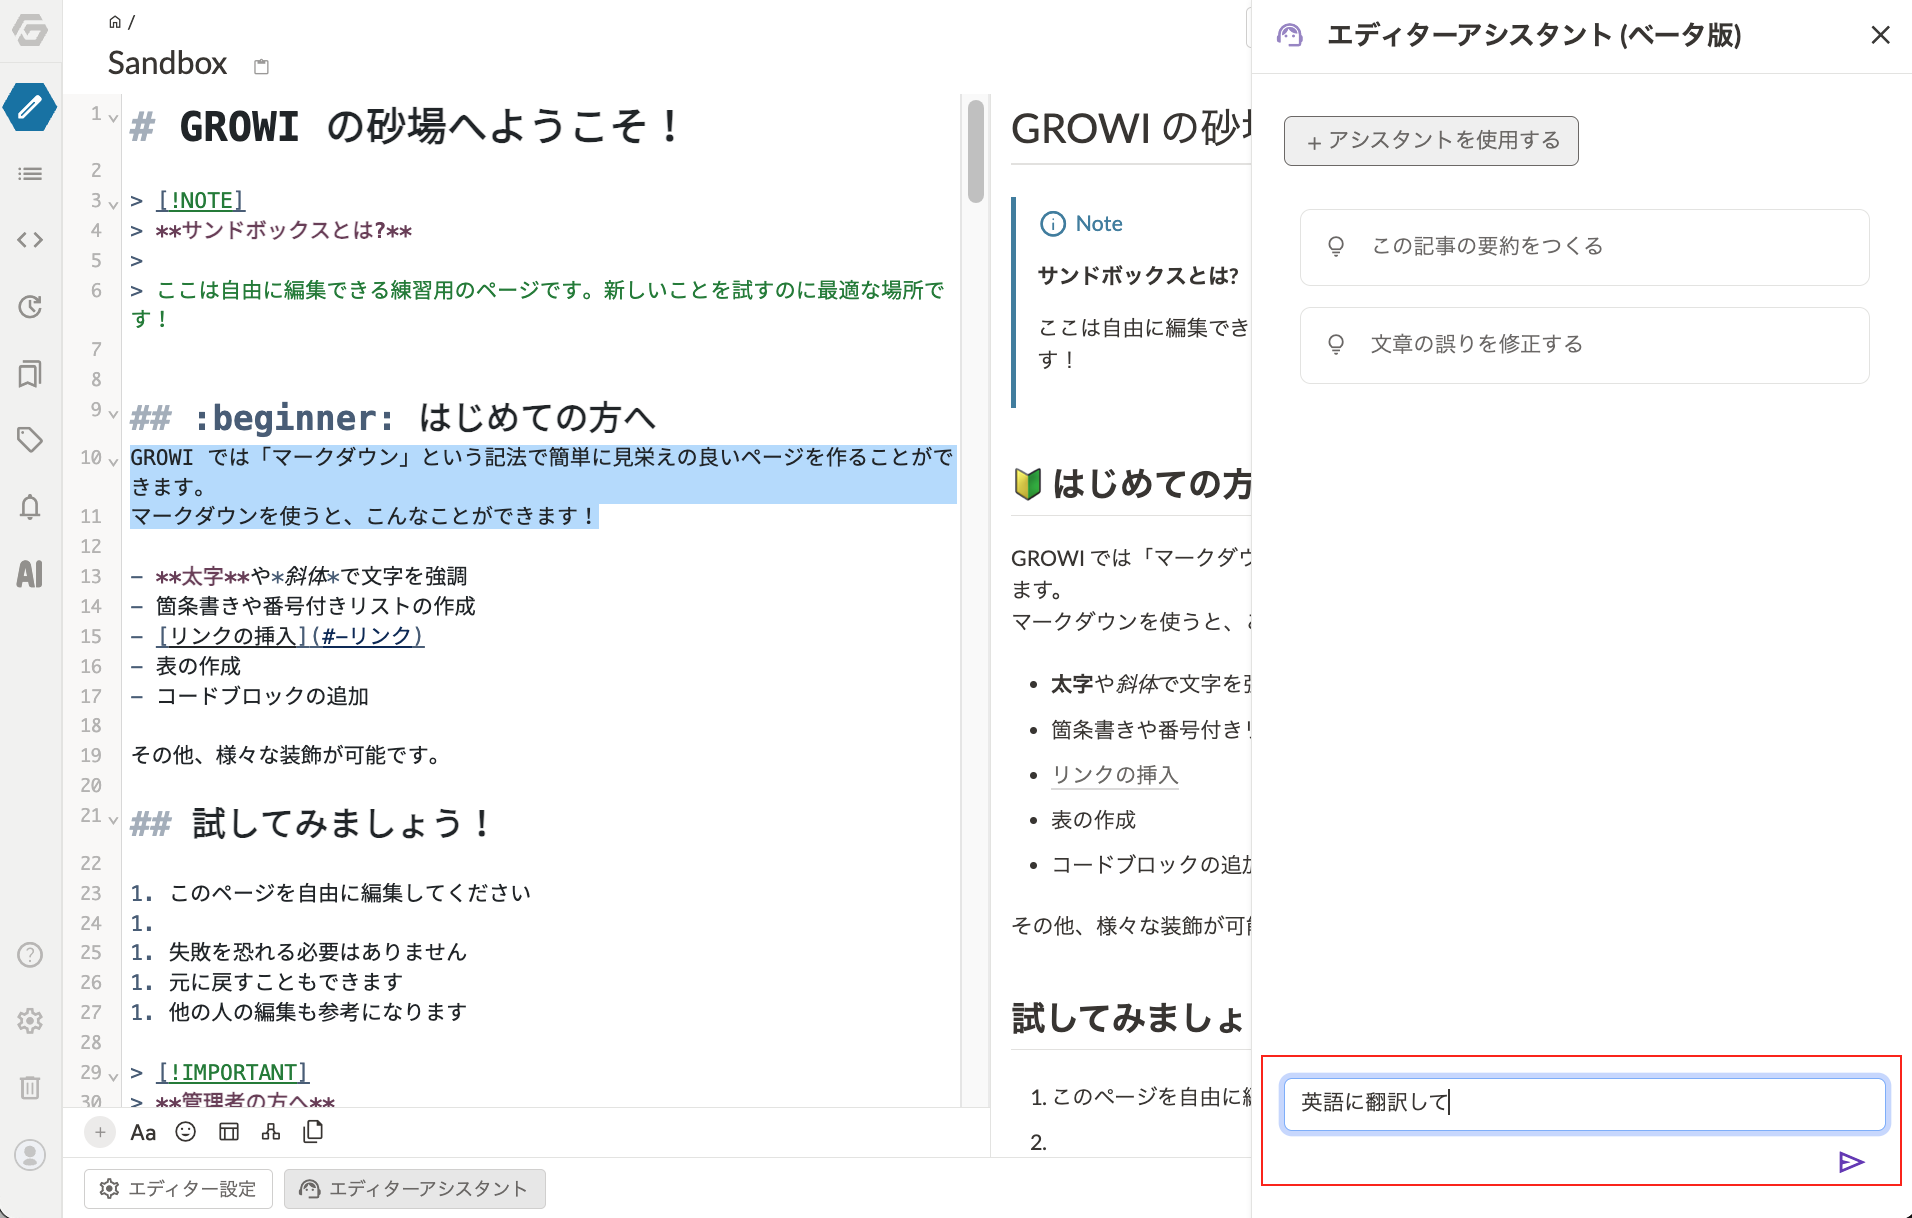 /
Sandbox
1 # GROWI の砂場へようこそ！
2
3 > [!NOTE]
4 > **サンドボックスとは?**
5 >
6 > ここは自由に編集できる練習用のページです。新しいことを試すのに最適な場所で
す！
7
8
9 ## :beginner: はじめての方へ
10 GROWI では「マークダウン」という記法で簡単に見栄えの良いページを作ることがで
きます。
11 マークダウンを使うと、こんなことができます！
12
13 - **太字**や*斜体*で文字を強調
14 - 箇条書きや番号付きリストの作成
15 - [リンクの挿入](#-リンク)
16 - 表の作成
17 - コードブロックの追加
18
19 その他、様々な装飾が可能です。
20
21 ## 試してみましょう！
22
23 1. このページを自由に編集してください
24 1.
25 1. 失敗を恐れる必要はありません
26 1. 元に戻すこともできます
27 1. 他の人の編集も参考になります
28
29 > [!IMPORTANT]
30 > **管理者の方へ**
AI
Aa
エディター設定
エディターアシスタント
GROWI の砂場
Note
サンドボックスとは?
ここは自由に編集でき
す！
はじめての方
GROWI では「マークダウ
ます。
マークダウンを使うと、こ
太字や斜体で文字を強
箇条書きや番号付きリ
リンクの挿入
表の作成
コードブロックの追加
その他、様々な装飾が可能
試してみましょ
1. このページを自由に編
2.
エディターアシスタント (ベータ版)
+ アシスタントを使用する
この記事の要約をつくる
文章の誤りを修正する
英語に翻訳して